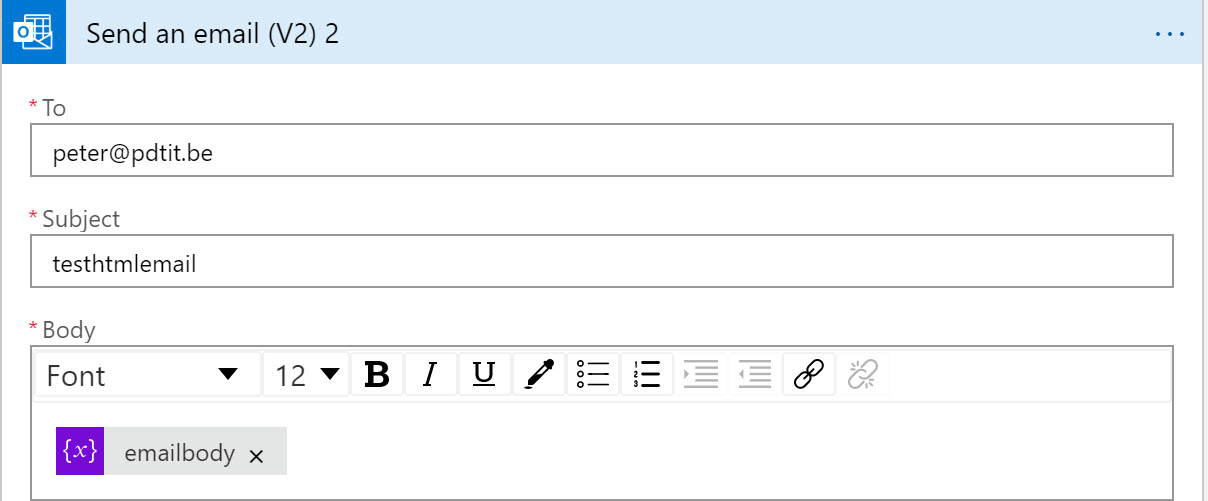 Send an email (V2) 2
* To
peter@pdtit.be
* Subject
testhtmlemail
* Body
Font 12 B I U
{x} emailbody ×